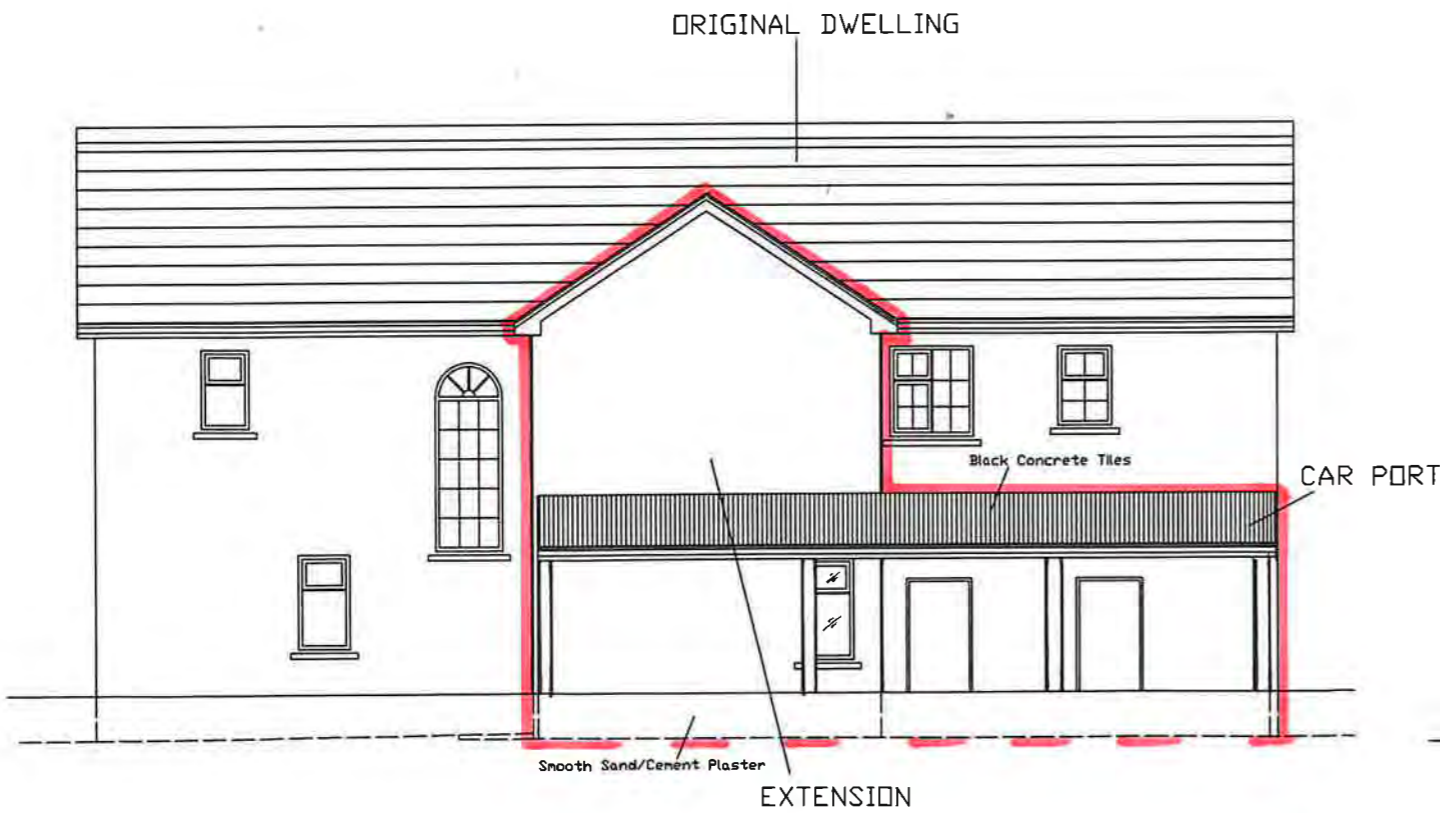 ORIGINAL DWELLING
Black Concrete Tiles
CAR PORT
Smooth Sand/Cement Plaster
EXTENSION